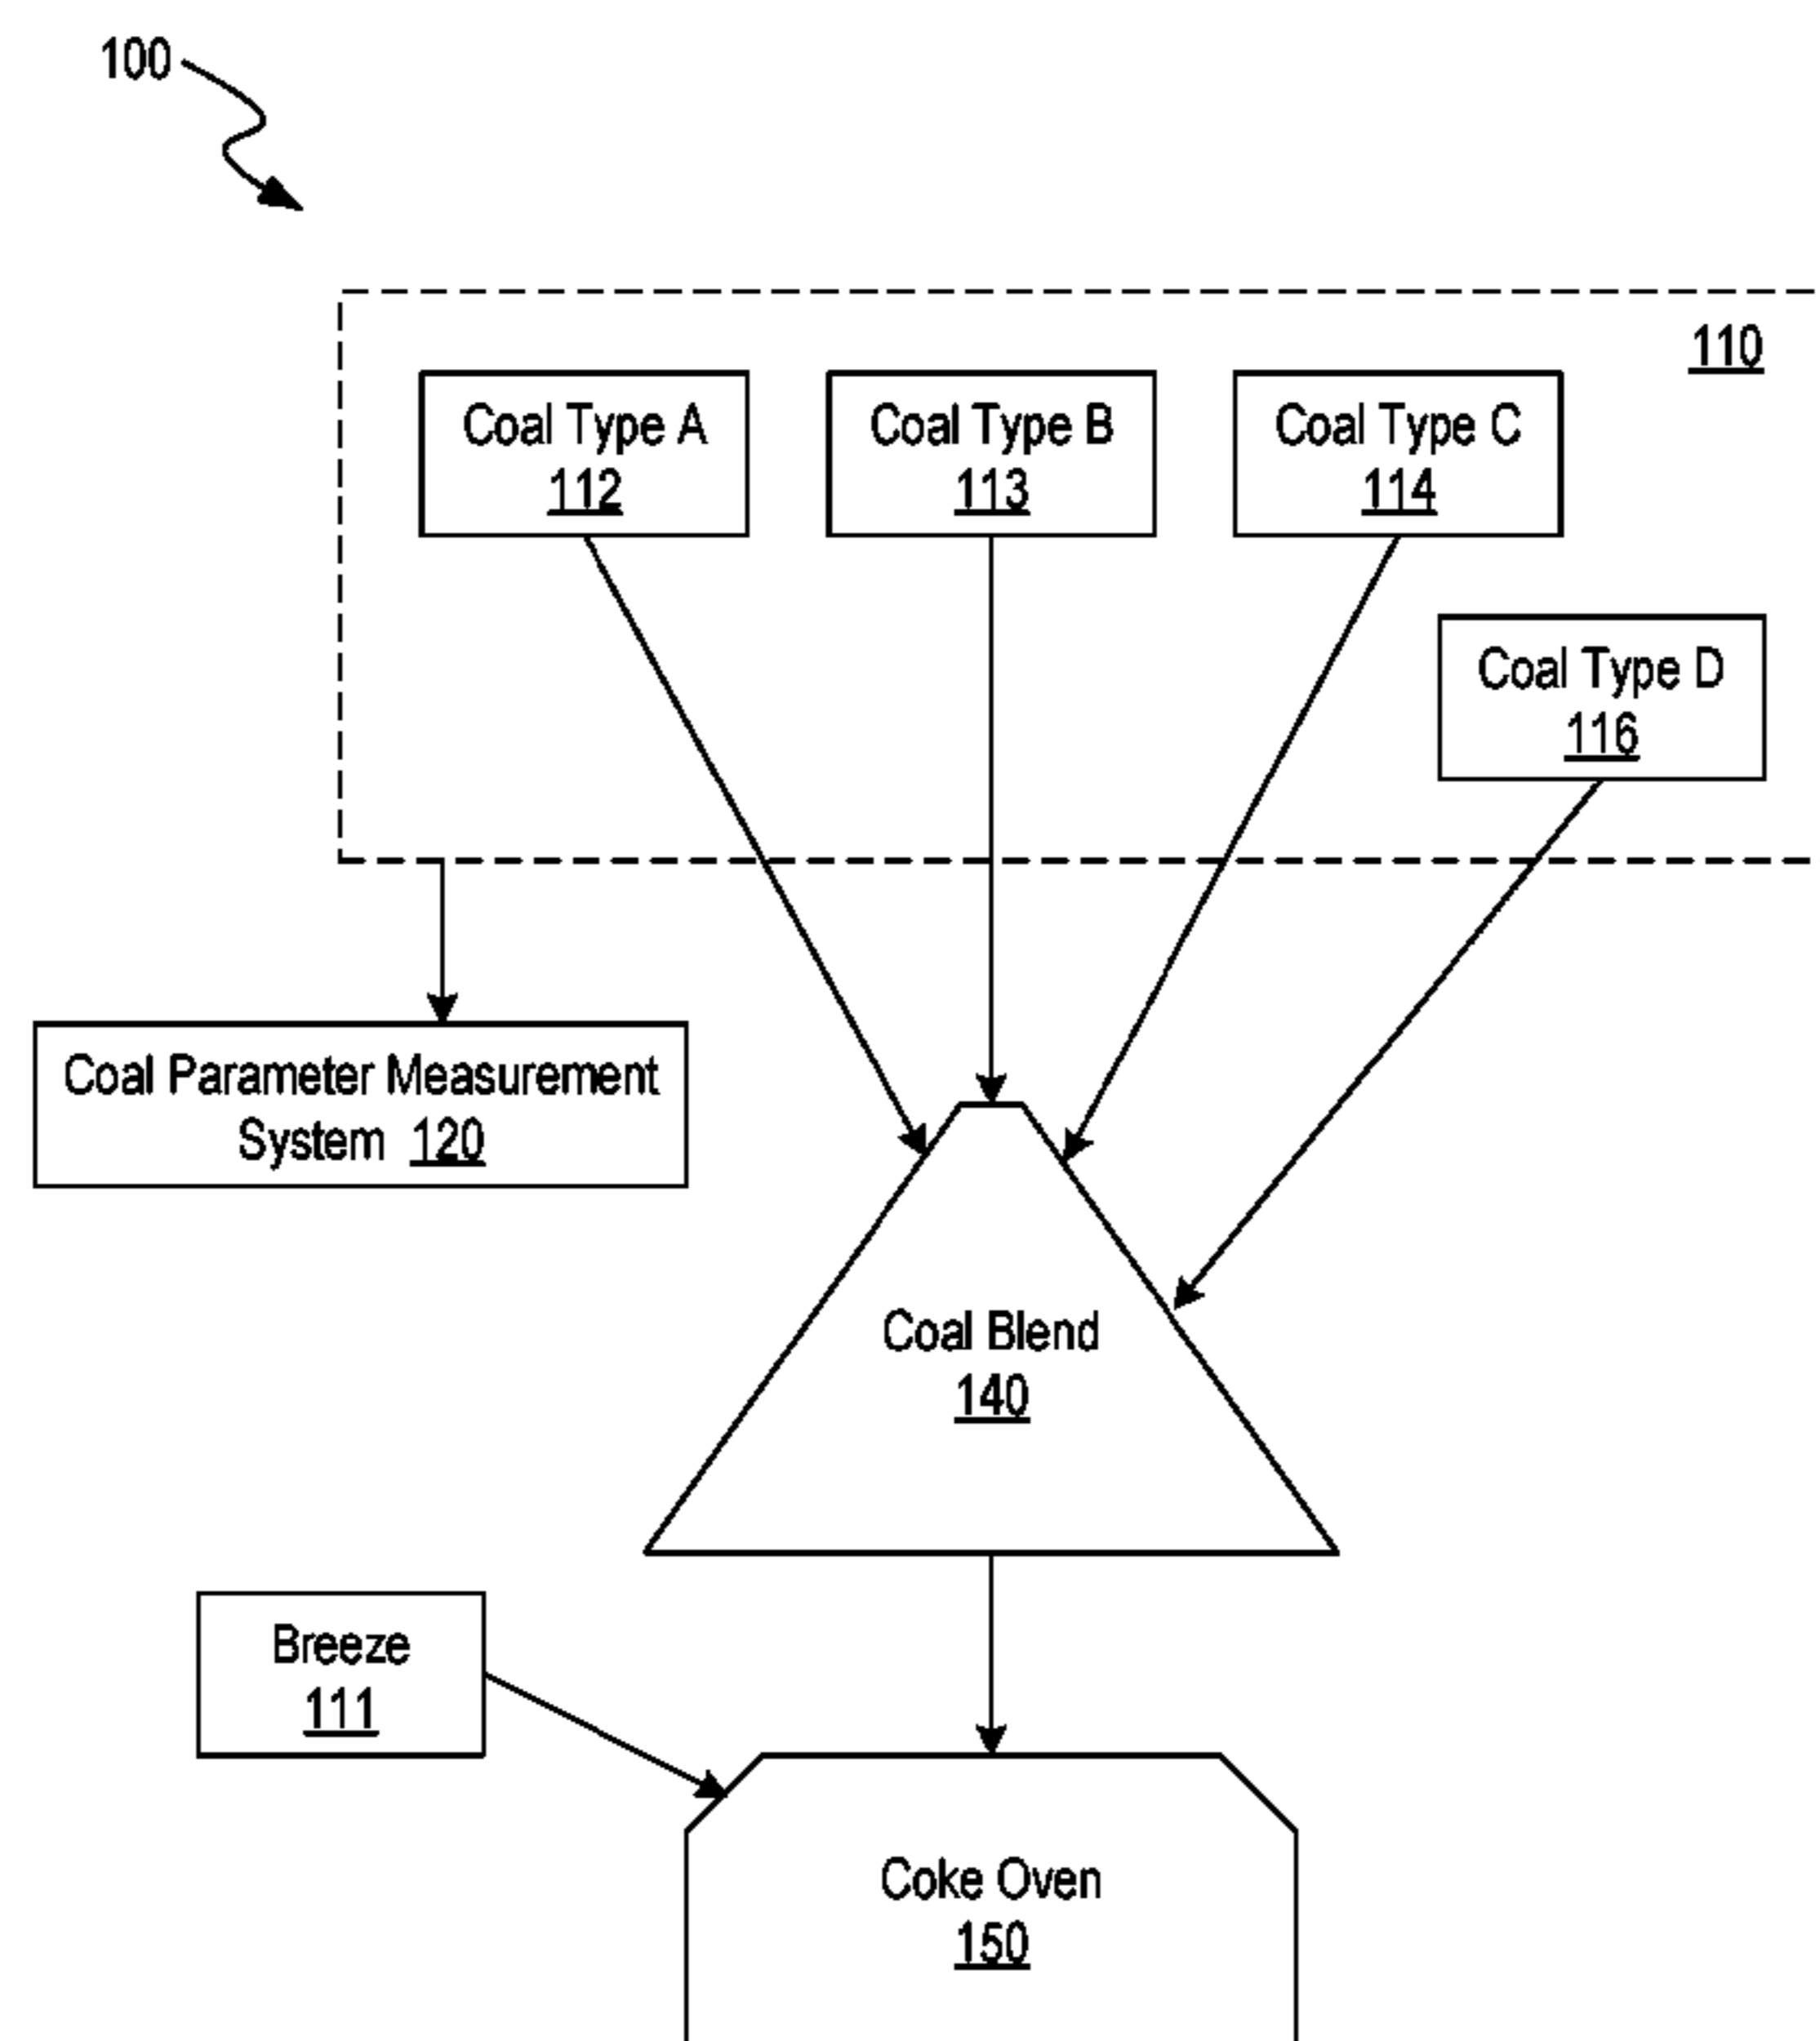 100
110
Coal Type A
112
Coal Type B
113
Coal Type C
114
Coal Type D
116
Coal Parameter Measurement
System 120
Coal Blend
140
Breeze
111
Coke Oven
150